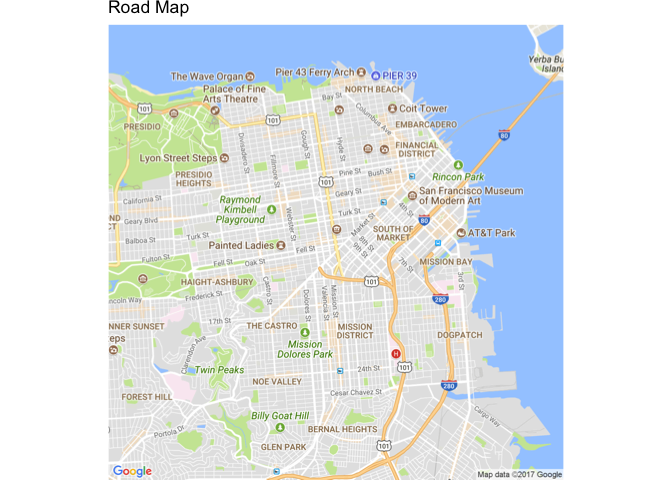 Road Map
Yerba Bu
Island
The Wave Organ
Pier 43 Ferry Arch
PIER 39
Palace of Fine
Arts Theatre
NORTH BEACH
Bay St
101
Coit Tower
Columbus Ave
PRESIDIO
101
EMBARCADERO
80
Divisadero St
Fillmore St
Gough St
Hyde St
FINANCIAL
DISTRICT
Lyon Street Steps
PRESIDIO
HEIGHTS
Pine St
Bush St
Rincon Park
101
California St
Geary St
San Francisco Museum
of Modern Art
Raymond
Kimbell
Playground
Webster St
Turk St
4th St
Geary Blvd
Market St
80
Balboa St
Turk St
Painted Ladies
Fell St
8th St
9th St
SOUTH OF
MARKET
AT&T Park
Fulton St
Fell St
Oak St
7th St
MISSION BAY
HAIGHT-ASHBURY
Castro St
101
3rd St
Lincoln Way
Frederick St
Dolores St
Valencia St
Mission St
280
17th St
THE CASTRO
MISSION
DISTRICT
DOGPATCH
NNER SUNSET
teps
Clarendon Ave
Mission
Dolores Park
H
Twin Peaks
24th St
101
NOE VALLEY
Cesar Chavez St
280
FOREST HILL
Billy Goat Hill
Cargo Way
Portola Dr
BERNAL HEIGHTS
GLEN PARK
101
Google
Map data ©2017 Google